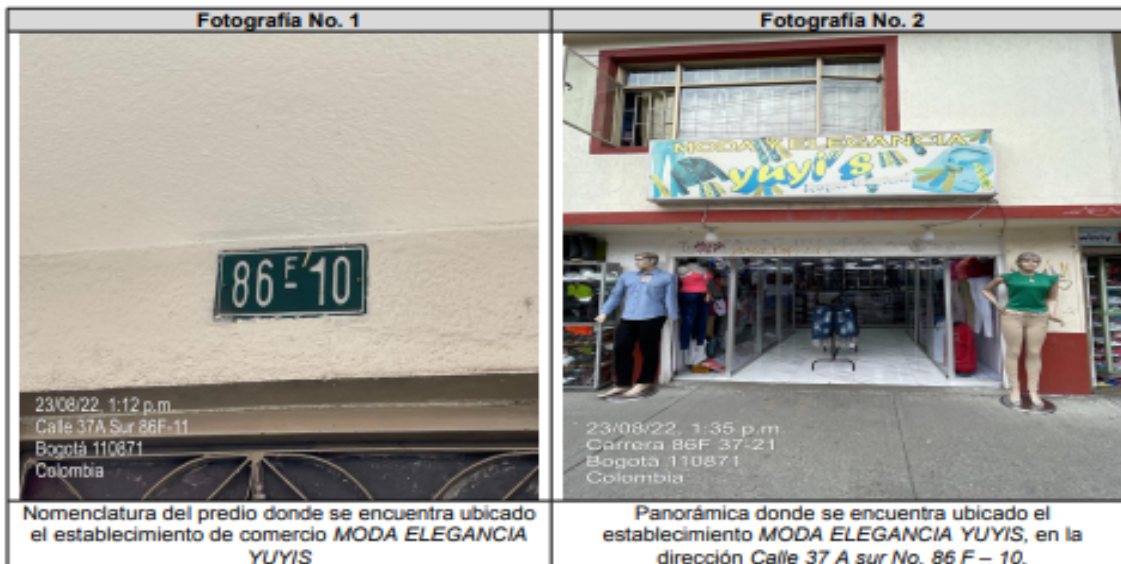 Fotografía No. 1
86 F 10
23/08/22, 1:12 p.m.
Calle 37A Sur 86F-11
Bogotá 110871
Colombia
Nomenclatura del predio donde se encuentra ubicado
el establecimiento de comercio MODA ELEGANCIA
YUYIS
Fotografía No. 2
MODA Y ELEGANCIA
yuyi's
23/08/22, 1:35 p.m.
Carrera 86F 37-21
Bogotá 110871
Colombia
Panorámica donde se encuentra ubicado el
establecimiento MODA ELEGANCIA YUYIS, en la
dirección Calle 37 A sur No. 86 F – 10.